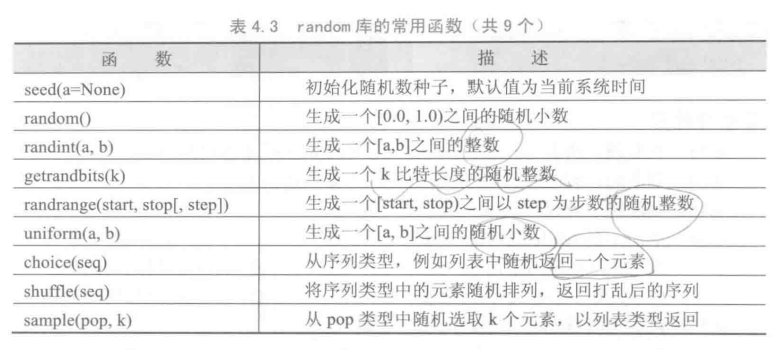 表 4.3 random 库的常用函数（共 9 个）
函 数 描 述
seed(a=None) 初始化随机数种子，默认值为当前系统时间
random() 生成一个[0.0, 1.0)之间的随机小数
randint(a, b) 生成一个[a,b]之间的整数
getrandbits(k) 生成一个 k 比特长度的随机整数
randrange(start, stop[, step]) 生成一个[start, stop)之间以 step 为步数的随机整数
uniform(a, b) 生成一个[a, b]之间的随机小数
choice(seq) 从序列类型，例如列表中随机返回一个元素
shuffle(seq) 将序列类型中的元素随机排列，返回打乱后的序列
sample(pop, k) 从 pop 类型中随机选取 k 个元素，以列表类型返回